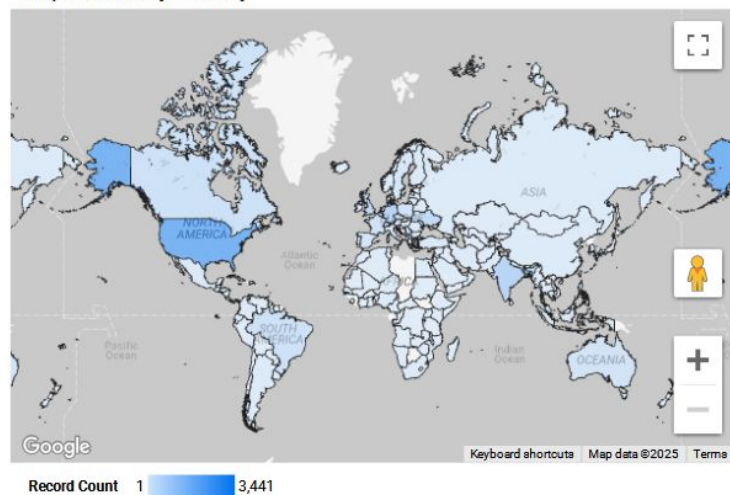 ASIA
NORTH
AMERICA
Atlantic
Ocean
AFRICA
SOUTH
AMERICA
Pacific
Ocean
Indian
Ocean
OCEANIA
Google
Keyboard shortcuts Map data ©2025 Terms
Record Count 1 3,441